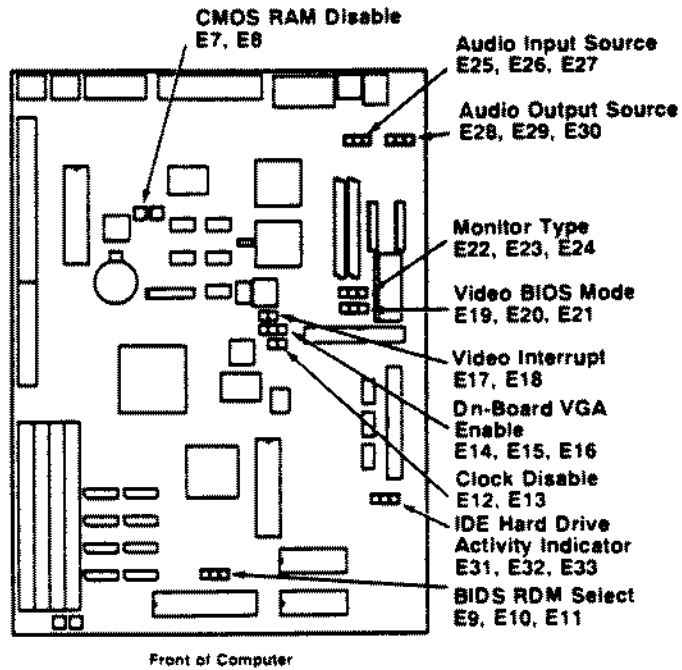 CMOS RAM Disable
E7, E8
Audio Input Source
E25, E26, E27
Audio Output Source
E28, E29, E30
Monitor Type
E22, E23, E24
Video BIOS Mode
E19, E20, E21
Video Interrupt
E17, E18
Dn-Board VGA
Enable
E14, E15, E16
Clock Disable
E12, E13
IDE Hard Drive
Activity Indicator
E31, E32, E33
BIDS RDM Select
E9, E10, E11
Front of Computer